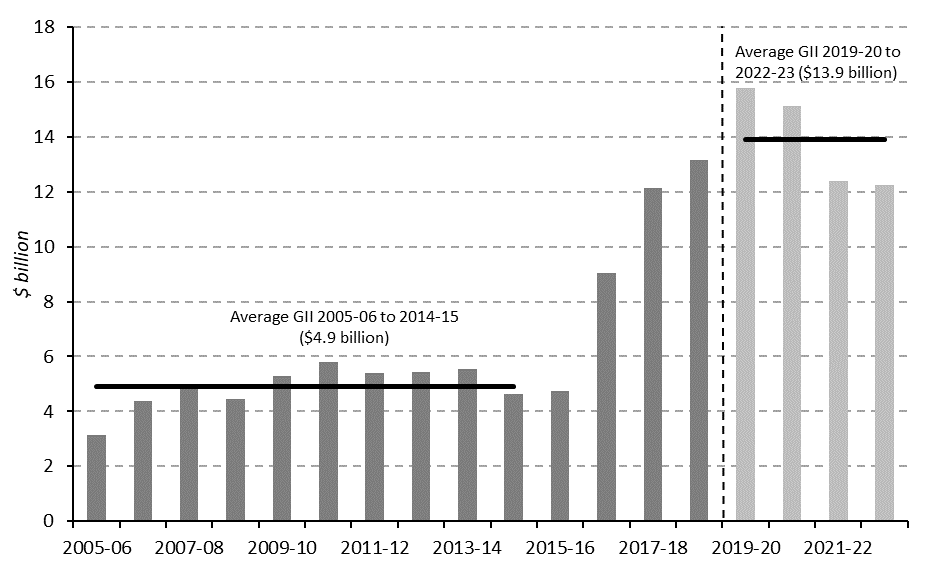 18
16
14
12
10
8
6
4
2
0
$ billion
Average GII 2019-20 to
2022-23 ($13.9 billion)
Average GII 2005-06 to 2014-15
($4.9 billion)
2005-06 2007-08 2009-10 2011-12 2013-14 2015-16 2017-18 2019-20 2021-22